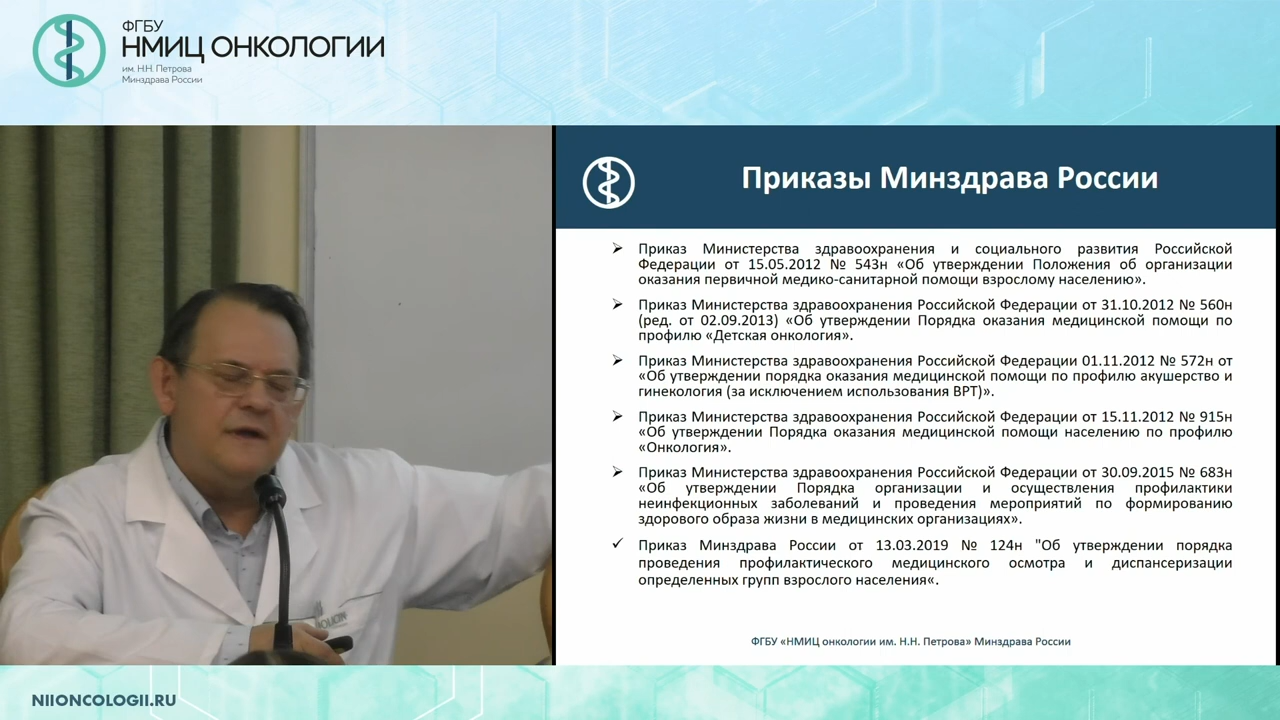 ФГБУ
НМИЦ ОНКОЛОГИИ
им. Н.Н. Петрова
Минздрава России
Приказы Минздрава России
Приказ Министерства здравоохранения и социального развития Российской
Федерации от 15.05.2012 № 543н «Об утверждении Положения об организации
оказания первичной медико-санитарной помощи взрослому населению».
Приказ Министерства здравоохранения Российской Федерации от 31.10.2012 № 560н
(ред. от 02.09.2013) «Об утверждении Порядка оказания медицинской помощи по
профилю «Детская онкология».
Приказ Министерства здравоохранения Российской Федерации 01.11.2012 № 572н от
«Об утверждении порядка оказания медицинской помощи по профилю акушерство и
гинекология (за исключением использования ВРТ)».
Приказ Министерства здравоохранения Российской Федерации от 15.11.2012 № 915н
«Об утверждении Порядка оказания медицинской помощи населению по профилю
«Онкология».
Приказ Министерства здравоохранения Российской Федерации от 30.09.2015 № 683н
«Об утверждении Порядка организации и осуществления профилактики
неинфекционных заболеваний и проведения мероприятий по формированию
здорового образа жизни в медицинских организациях».
Приказ Минздрава России от 13.03.2019 № 124н "Об утверждении порядка
проведения профилактического медицинского осмотра и диспансеризации
определенных групп взрослого населения«.
ФГБУ «НМИЦ онкологии им. Н.Н. Петрова» Минздрава России
NIIONCOLOGII.RU